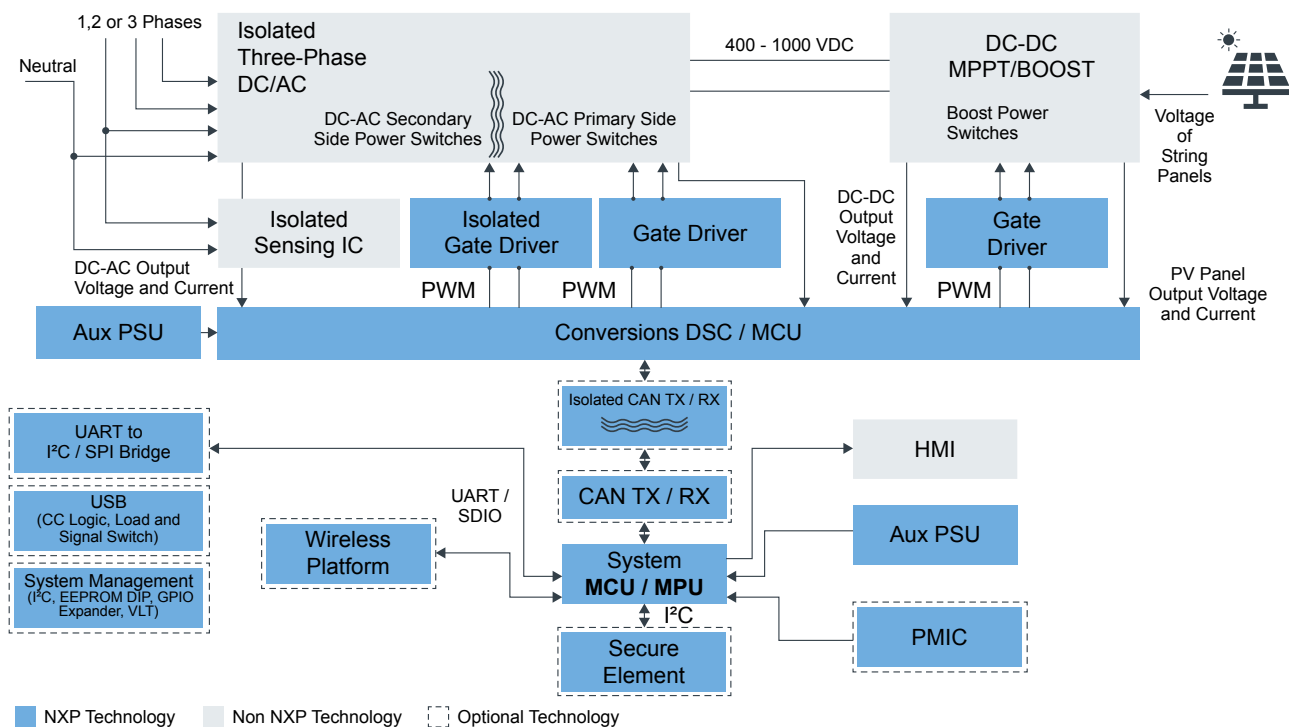 1,2 or 3 Phases
Neutral
Isolated
Three-Phase
DC/AC
DC-AC Secondary
Side Power Switches
DC-AC Primary Side
Power Switches
400 - 1000 VDC
DC-DC
MPPT/BOOST
Boost Power
Switches
Voltage
of
String
Panels
Isolated
Sensing IC
Isolated
Gate Driver
Gate Driver
DC-DC
Output
Voltage
and
Current
Gate
Driver
DC-AC Output
Voltage and Current
PWM
PWM
PWM
PV Panel
Output Voltage
and Current
Aux PSU
Conversions DSC / MCU
Isolated CAN TX / RX
UART to
I²C / SPI Bridge
HMI
USB
(CC Logic, Load and
Signal Switch)
UART /
SDIO
CAN TX / RX
Wireless
Platform
Aux PSU
System
MCU / MPU
System Management
(I²C, EEPROM DIP, GPIO
Expander, VLT)
I²C
Secure
Element
PMIC
NXP Technology
Non NXP Technology
Optional Technology